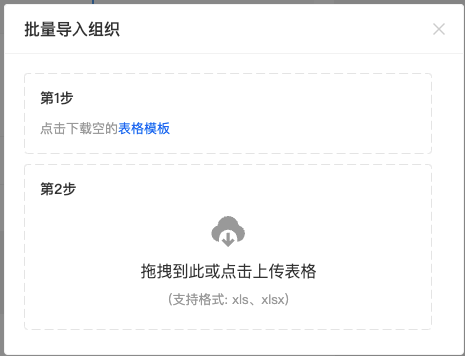 批量导入组织
第1步
点击下载空的表格模板
第2步
拖拽到此或点击上传表格
(支持格式: xls、xlsx)